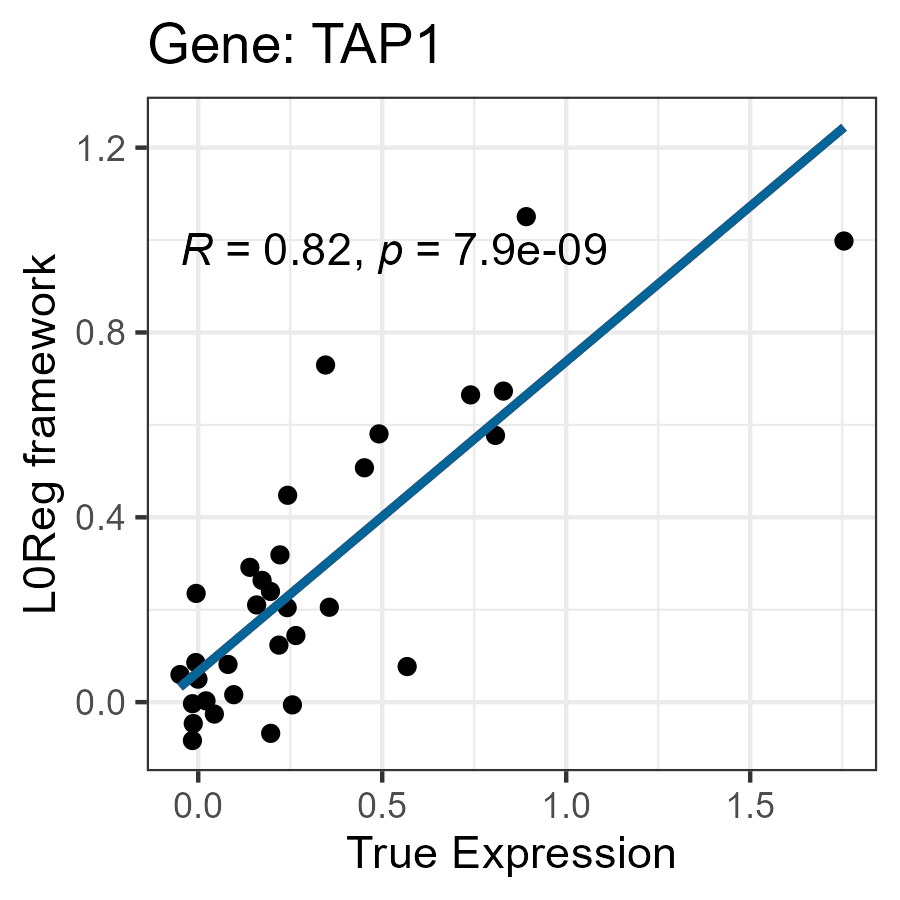 Gene: TAP1
1.2
0.8
0.4
0.0
L0Reg framework
R = 0.82, p = 7.9e-09
0.0 0.5 1.0 1.5
True Expression